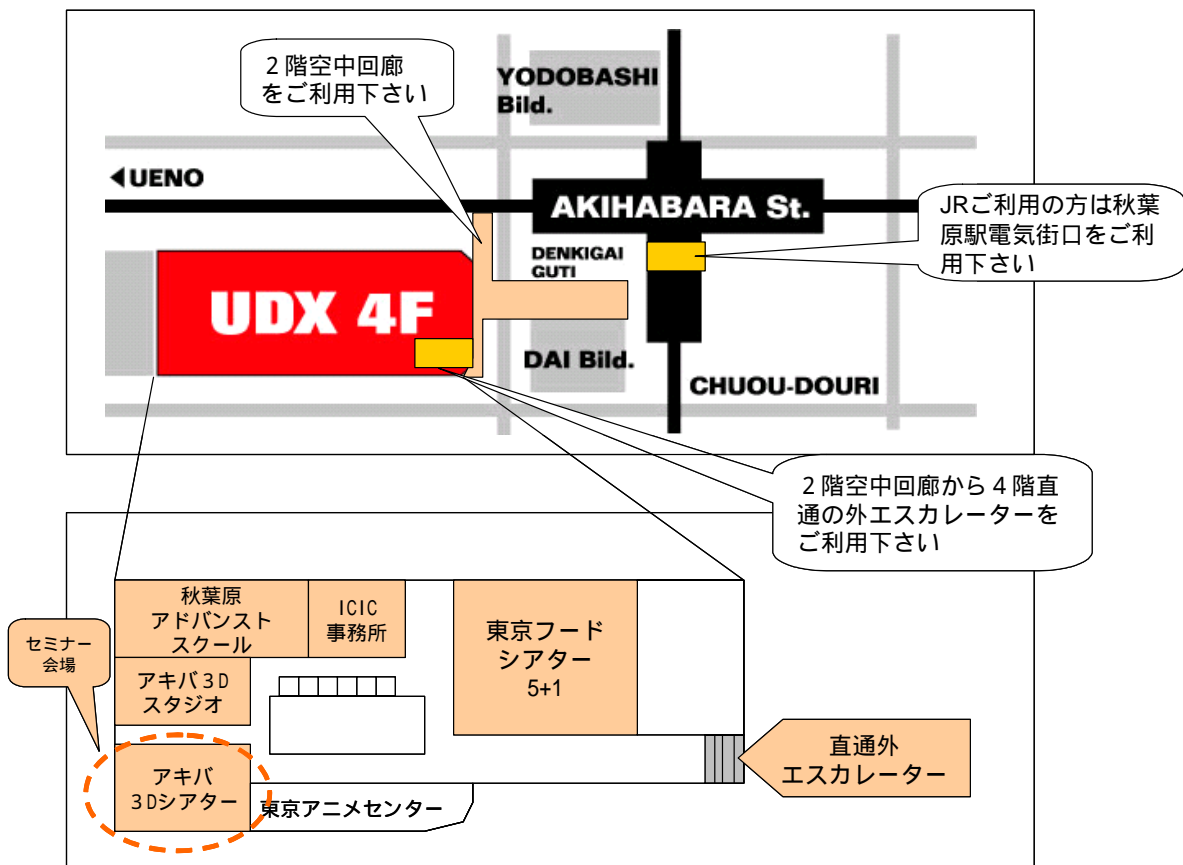 ２階空中回廊
をご利用下さい
YODOBASHI
Bild.
◀UENO
AKIHABARA St.
JRご利用の方は秋葉
原駅電気街口をご利
用下さい
DENKIGAI
GUTI
UDX 4F
DAI Bild.
CHUOU-DOURI
２階空中回廊から４階直
通の外エスカレーターを
ご利用下さい
秋葉原
アドバンスト
スクール
ICIC
事務所
東京フード
シアター
5+1
セミナー
会場
アキバ３D
スタジオ
直通外
エスカレーター
アキバ
３Dシアター
東京アニメセンター